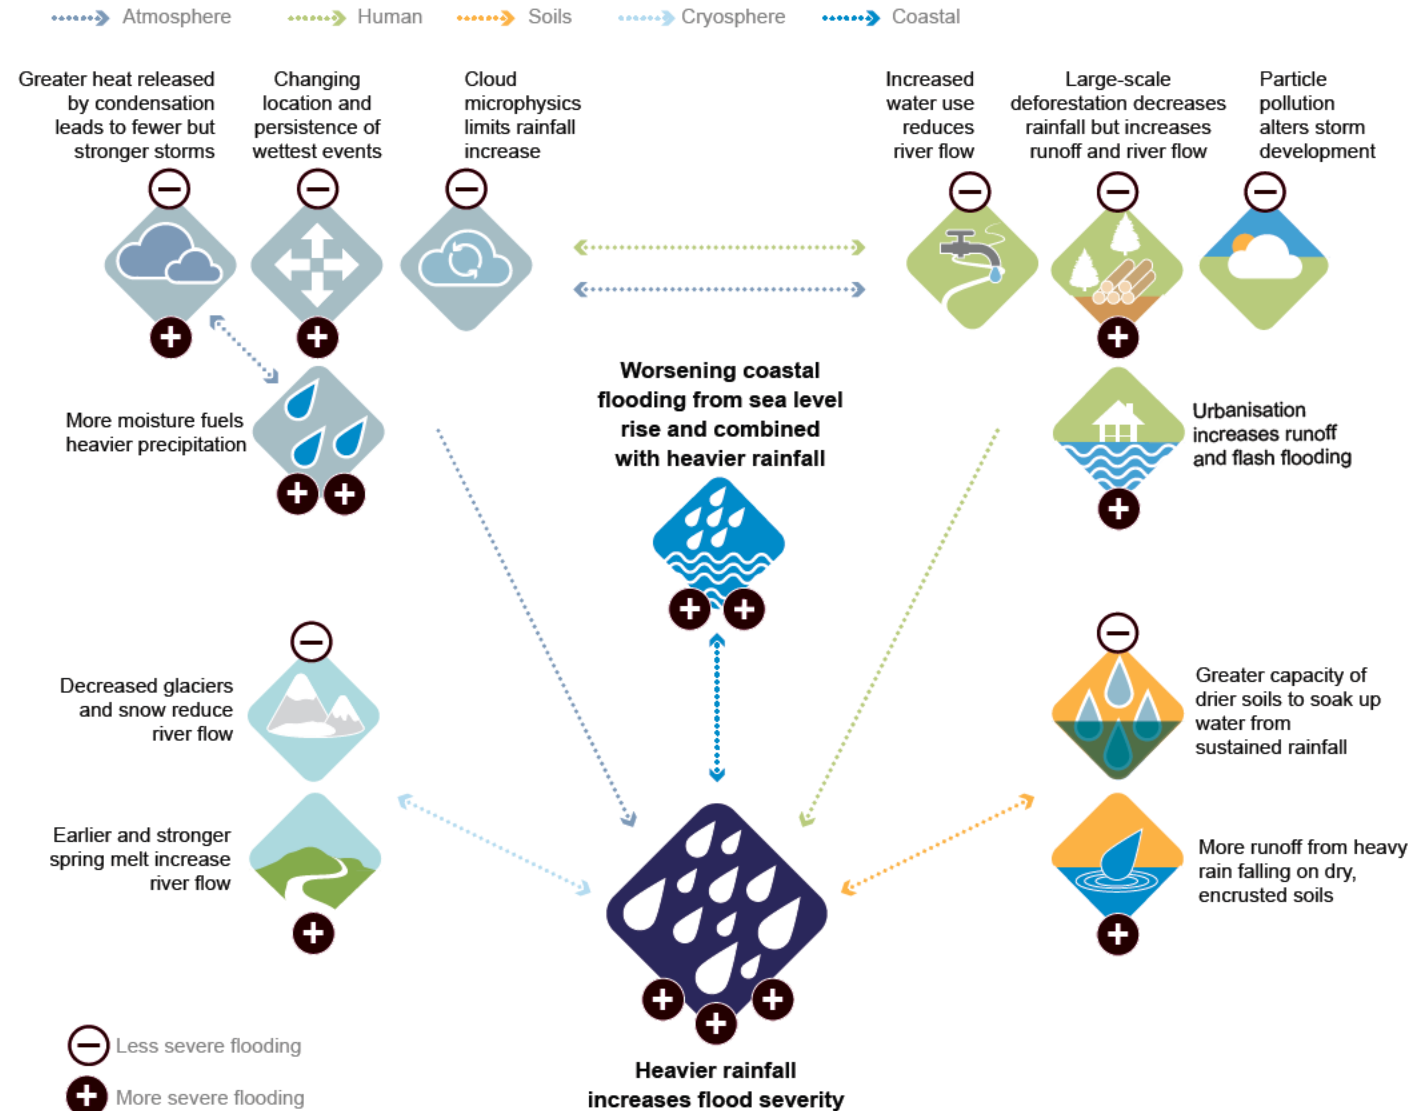 Atmosphere
Human
Soils
Cryosphere
Coastal
Greater heat released
by condensation
leads to fewer but
stronger storms
Changing
location and
persistence of
wettest events
Cloud
microphysics
limits rainfall
increase
Increased
water use
reduces
river flow
Large-scale
deforestation decreases
rainfall but increases
runoff and river flow
Particle
pollution
alters storm
development
More moisture fuels
heavier precipitation
Worsening coastal
flooding from sea level
rise and combined
with heavier rainfall
Urbanisation
increases runoff
and flash flooding
Decreased glaciers
and snow reduce
river flow
Greater capacity of
drier soils to soak up
water from
sustained rainfall
Earlier and stronger
spring melt increase
river flow
More runoff from heavy
rain falling on dry,
encrusted soils
Heavier rainfall
increases flood severity
Less severe flooding
More severe flooding